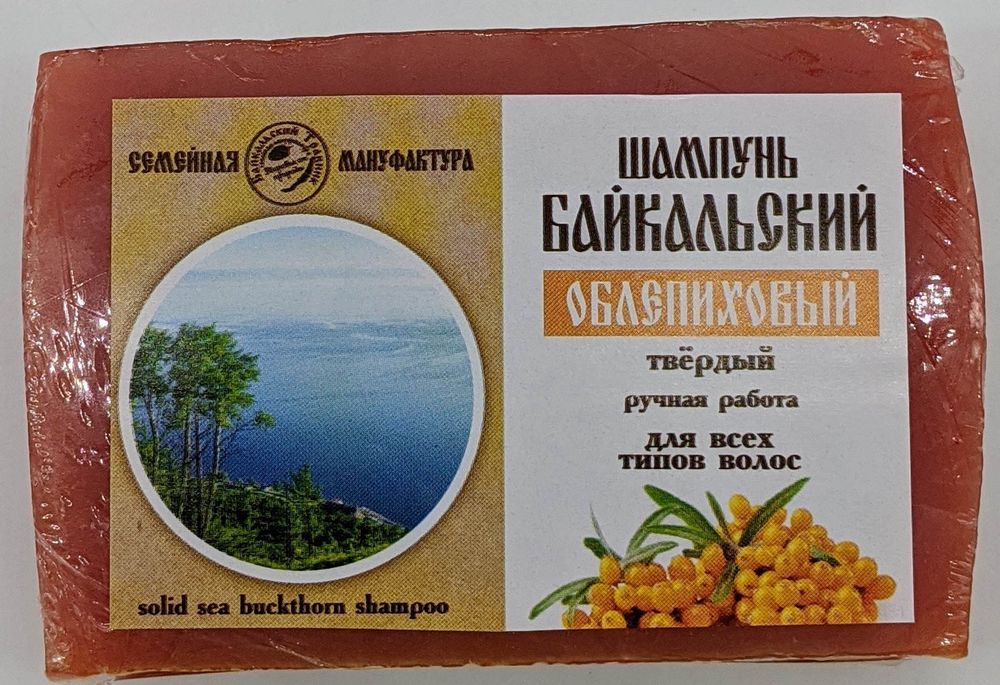 СЕМЕЙНАЯ
МАНУФАКТУРА
solid sea buckthorn shampoo
ШАМПУНЬ
БАЙКАЛЬСКИЙ
ОБЛЕПИХОВЫЙ
твёрдый
ручная работа
для всех
типов волос